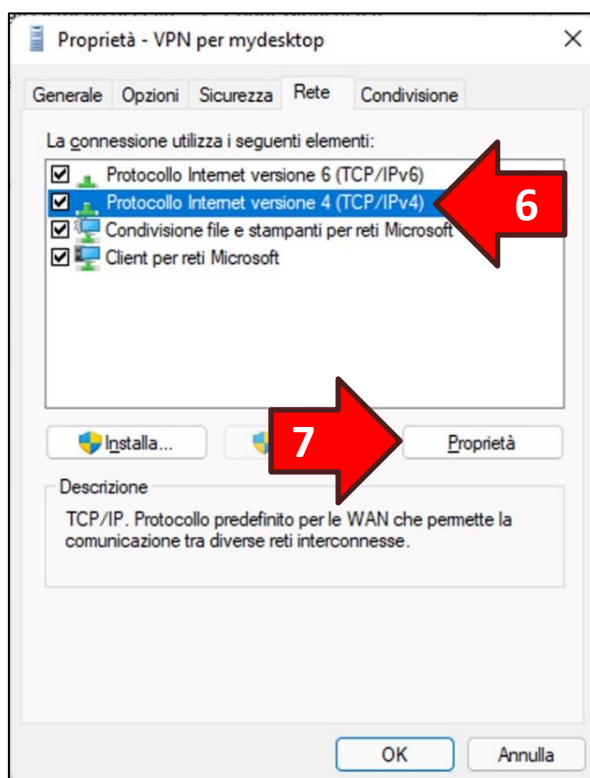 Proprietà - VPN per mydesktop
Generale Opzioni Sicurezza Rete Condivisione
La connessione utilizza i seguenti elementi:
Protocollo Internet versione 6 (TCP/IPv6)
Protocollo Internet versione 4 (TCP/IPv4)
6
Condivisione file e stampanti per reti Microsoft
Client per reti Microsoft
Installa...
7
Proprietà
Descrizione
TCP/IP. Protocollo predefinito per le WAN che permette la
comunicazione tra diverse reti interconnesse.
OK Annulla